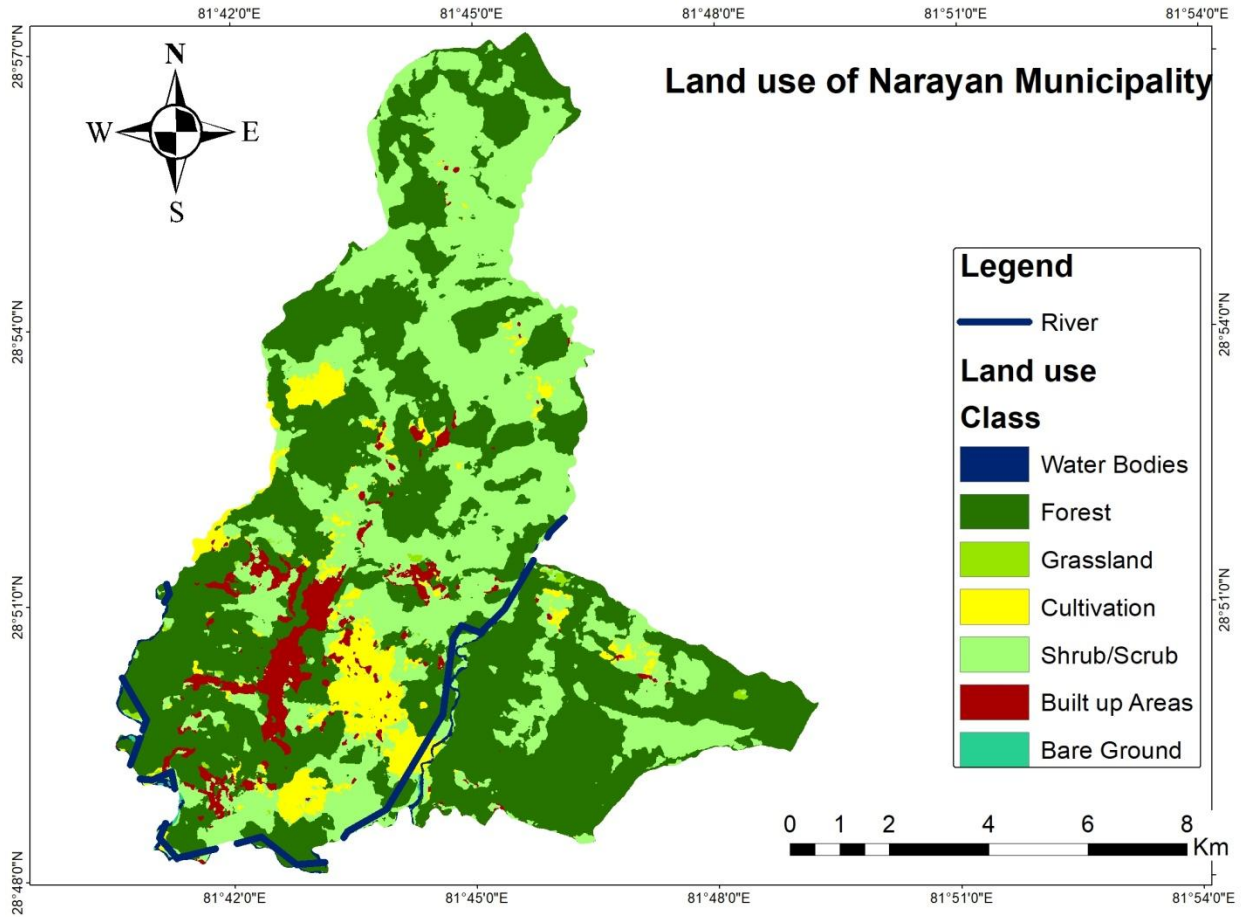 81°42'0"E 81°45'0"E 81°48'0"E 81°51'0"E 81°54'0"E
28°57'0"N
N
W E
S
Land use of Narayan Municipality
Legend
River
Land use
Class
Water Bodies
Forest
Grassland
Cultivation
Shrub/Scrub
Built up Areas
Bare Ground
28°54'0"N 28°54'0"N
28°51'0"N 28°51'0"N
0 1 2 4 6 8
Km
28°48'0"N
81°42'0"E 81°45'0"E 81°48'0"E 81°51'0"E 81°54'0"E